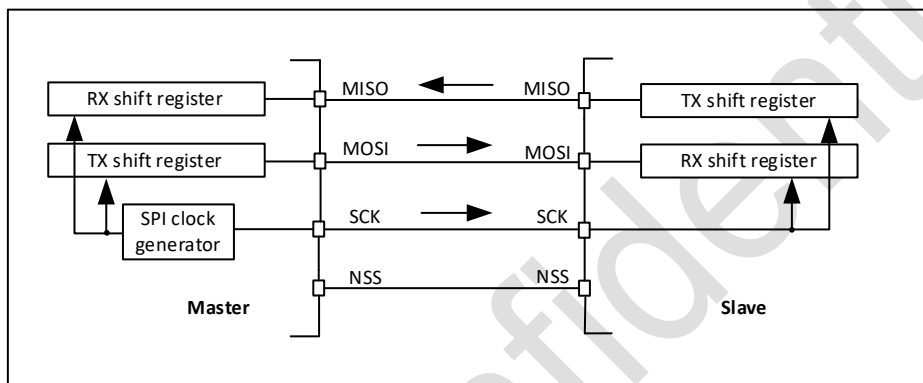 RX shift register
MISO
MISO
TX shift register
TX shift register
MOSI
MOSI
RX shift register
SPI clock
generator
SCK
SCK
NSS
NSS
Master
Slave